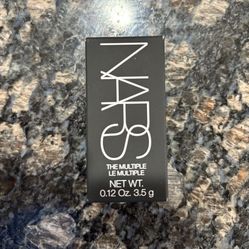 NARS
THE MULTIPLE
LE MULTIPLE
NET WT.
0.12 Oz. 3.5 g